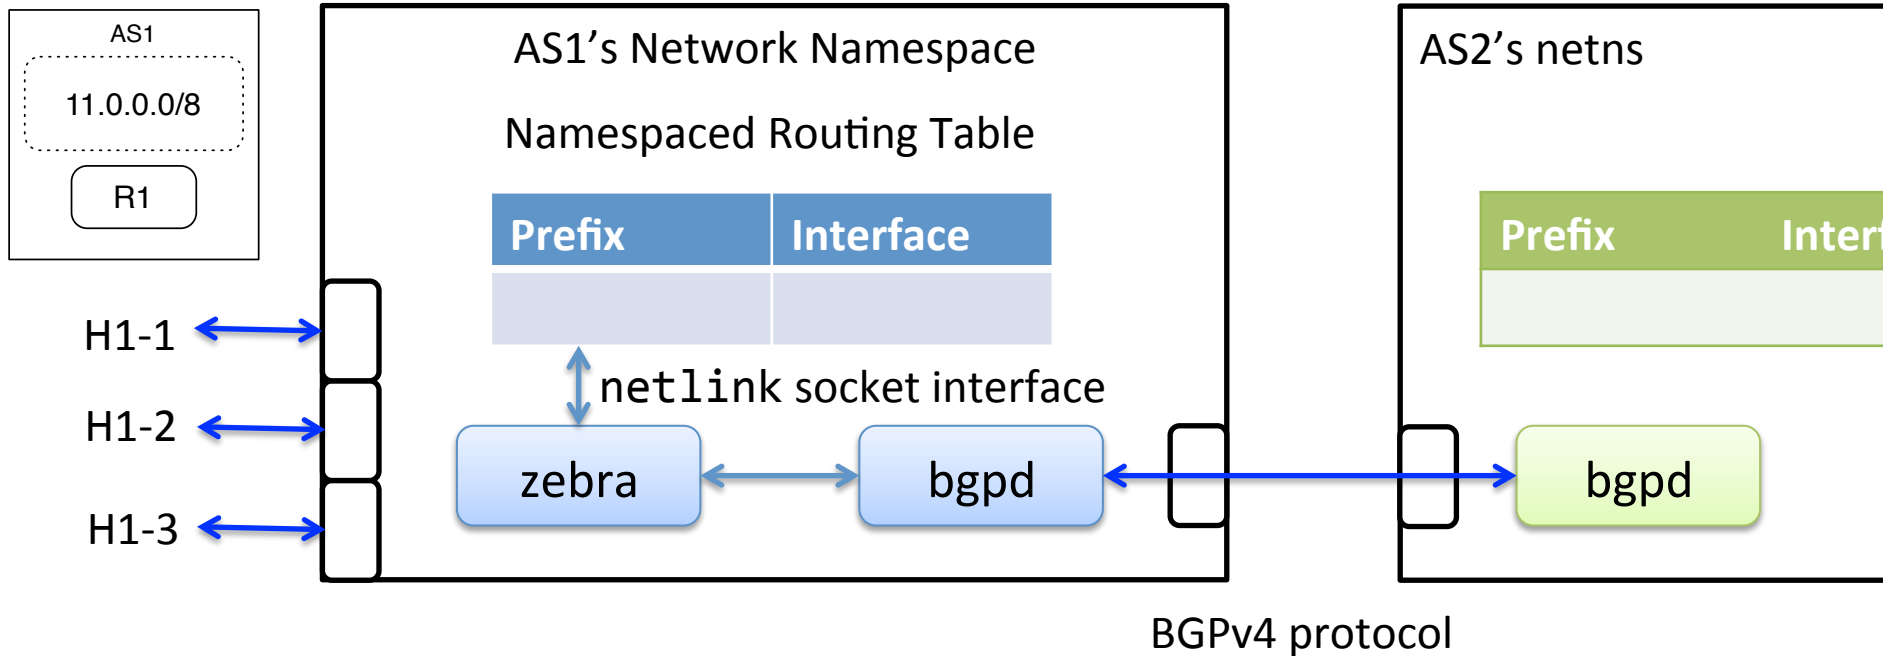 AS1
11.0.0.0/8
R1
AS1’s Network Namespace
Namespaced Routing Table
Prefix Interface
netlink socket interface
zebra
bgpd
H1-1
H1-2
H1-3
AS2’s netns
Prefix Interf
bgpd
BGPv4 protocol